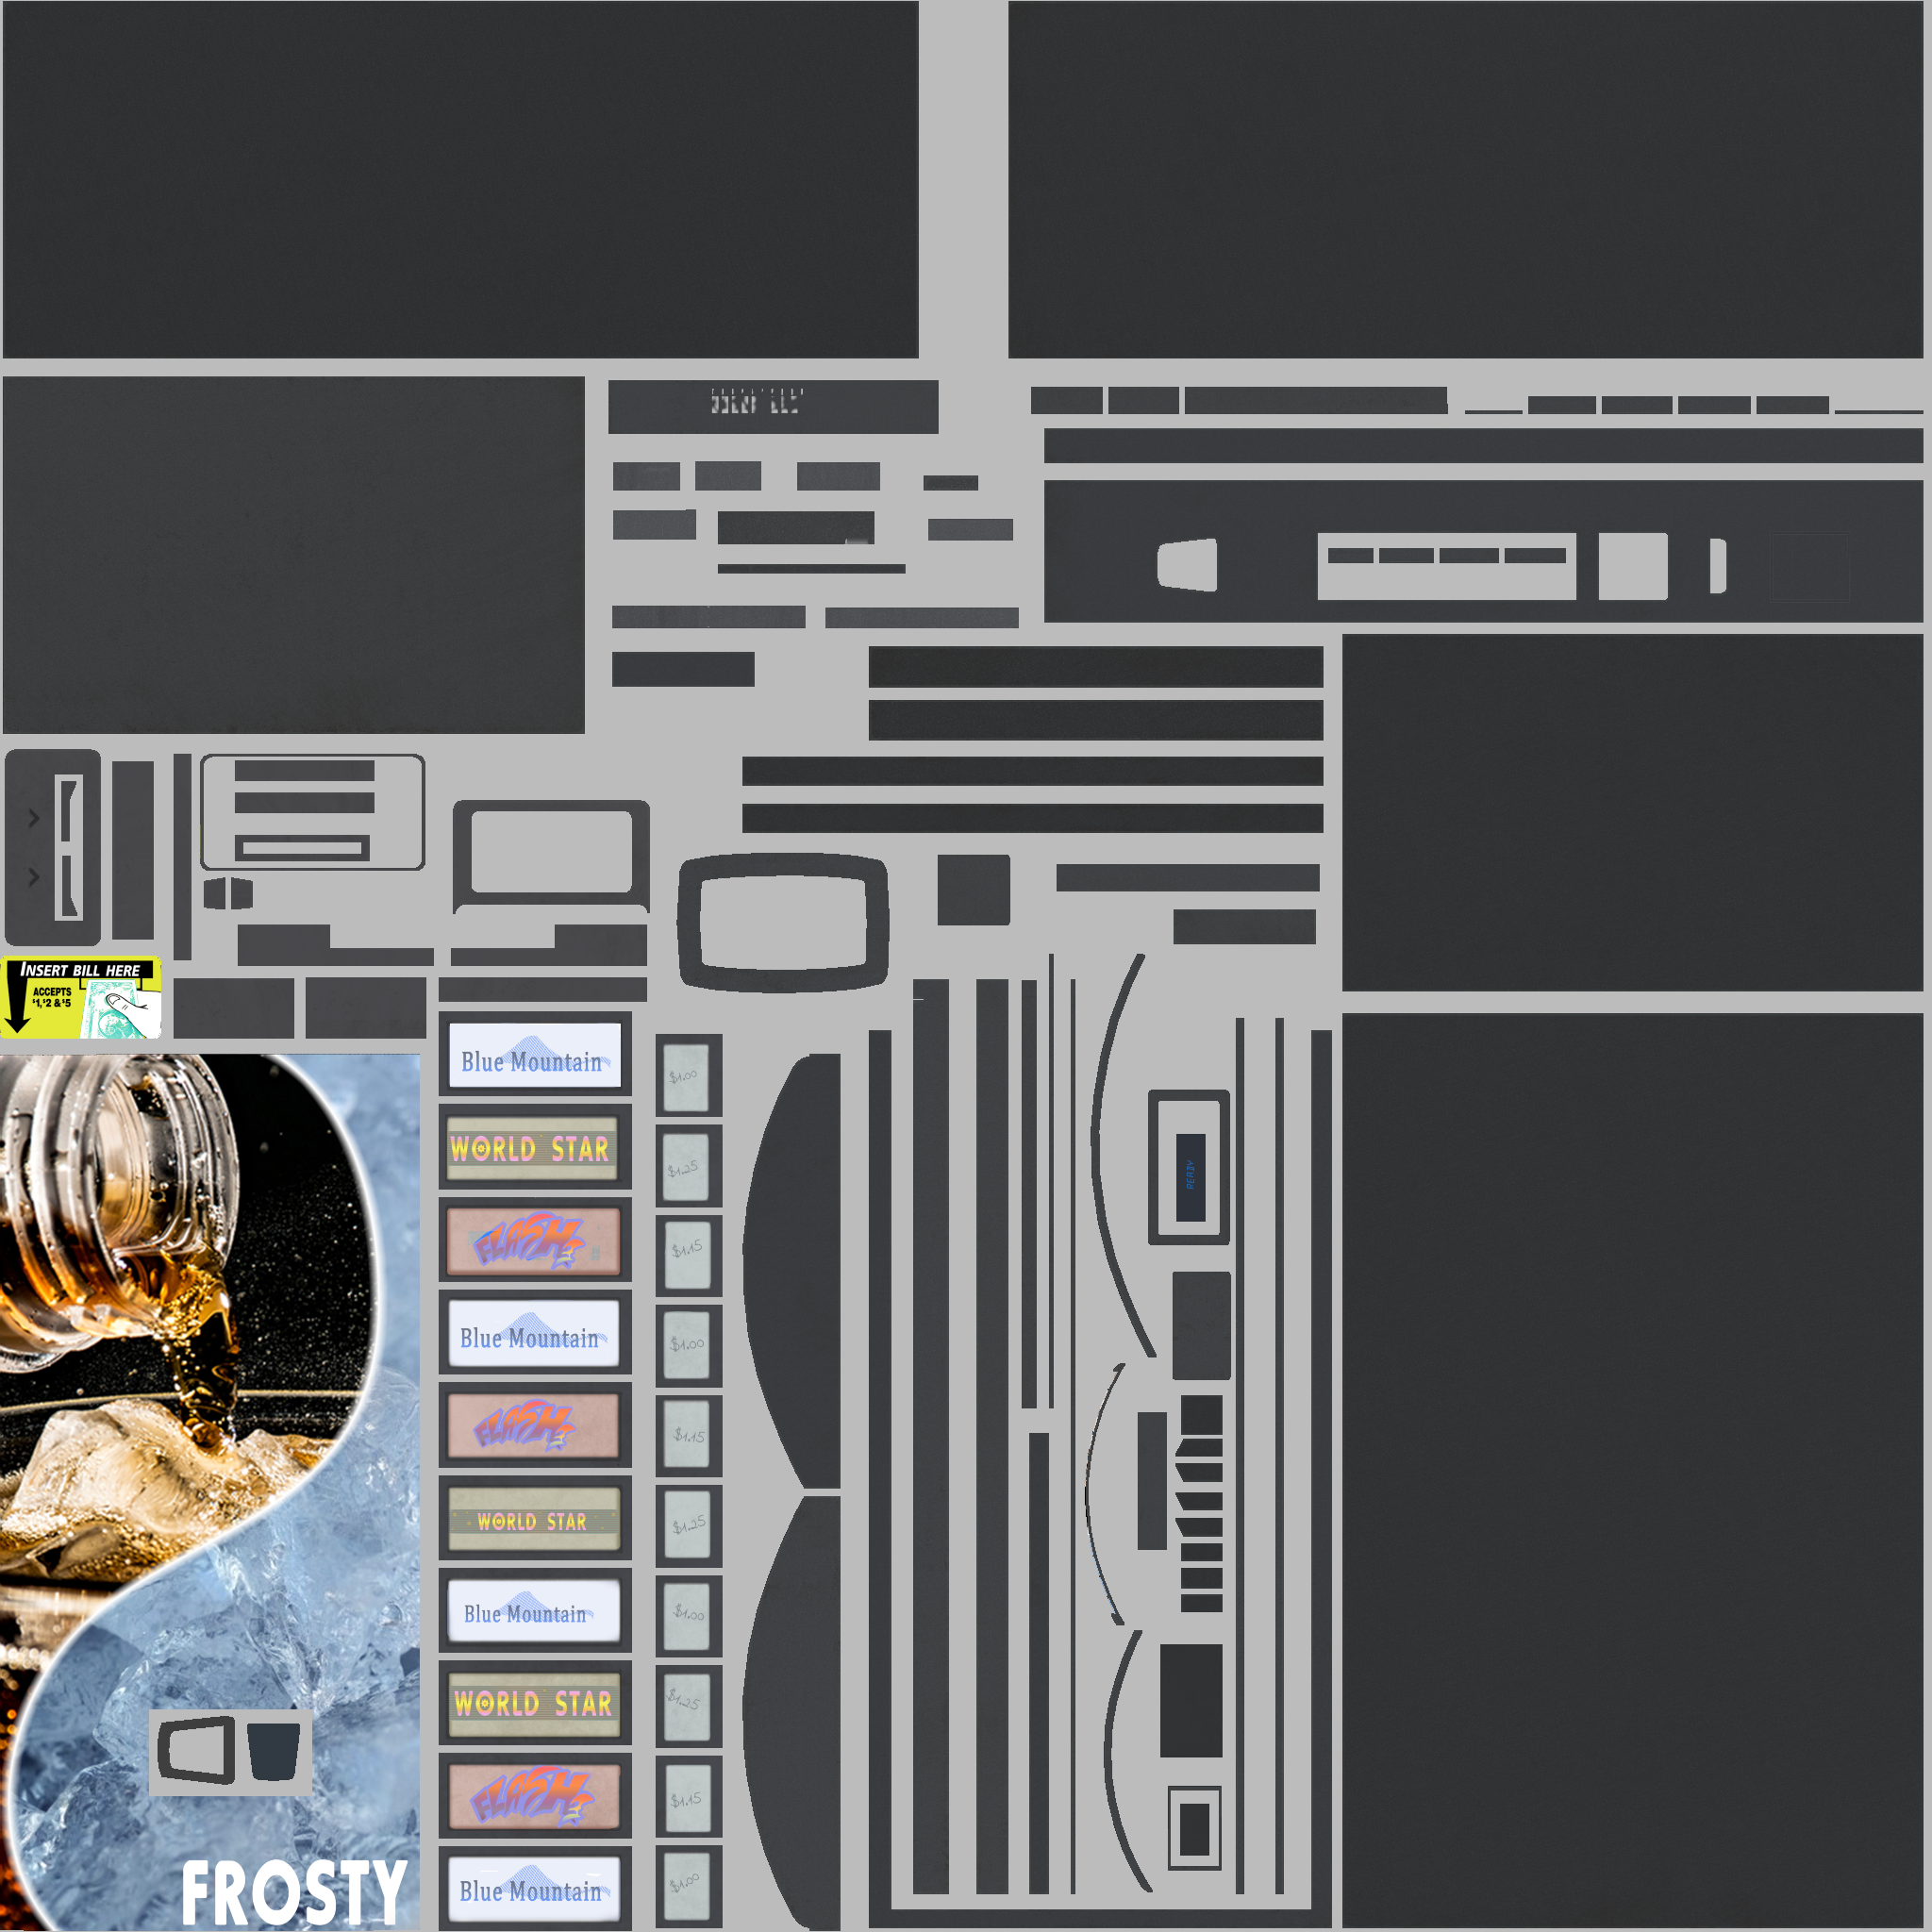 INSERT BILL HERE
ACCEPTS
$1, $2 & $5
Blue Mountain
$1.00
WORLD STAR
$1.25
FLASH
$1.15
Blue Mountain
$1.00
FLASH
$1.15
WORLD STAR
$1.25
Blue Mountain
$1.00
WORLD STAR
$1.25
FLASH
$1.15
Blue Mountain
$1.00
READY
FROSTY